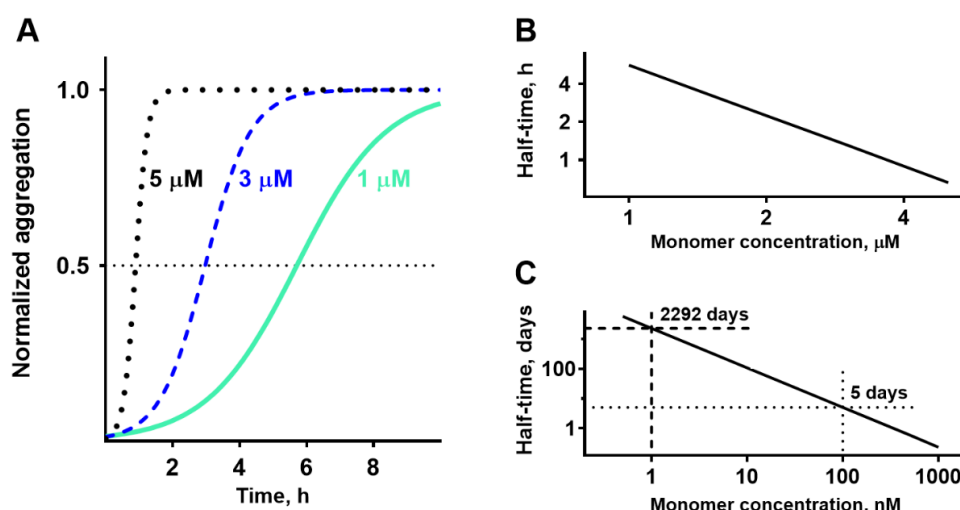 A
Normalized aggregation
1.0
0.5
5 μM
3 μM
1 μM
2
4
6
8
Time, h
B
Half-time, h
4
2
1
1
2
4
Monomer concentration, μM
C
Half-time, days
100
1
2292 days
5 days
1
10
100
1000
Monomer concentration, nM